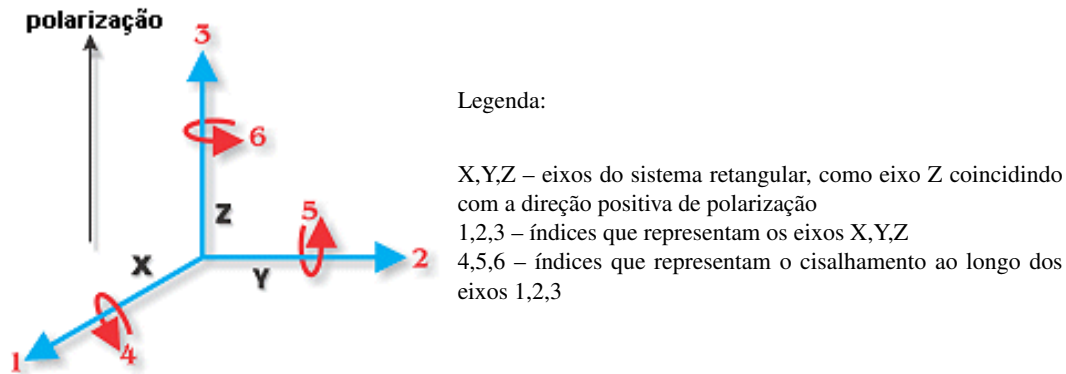 polarização
3
6
Z
5
X
Y
2
4
1
Legenda:
X,Y,Z – eixos do sistema retangular, como eixo Z coincidindo
com a direção positiva de polarização
1,2,3 – índices que representam os eixos X,Y,Z
4,5,6 – índices que representam o cisalhamento ao longo dos
eixos 1,2,3